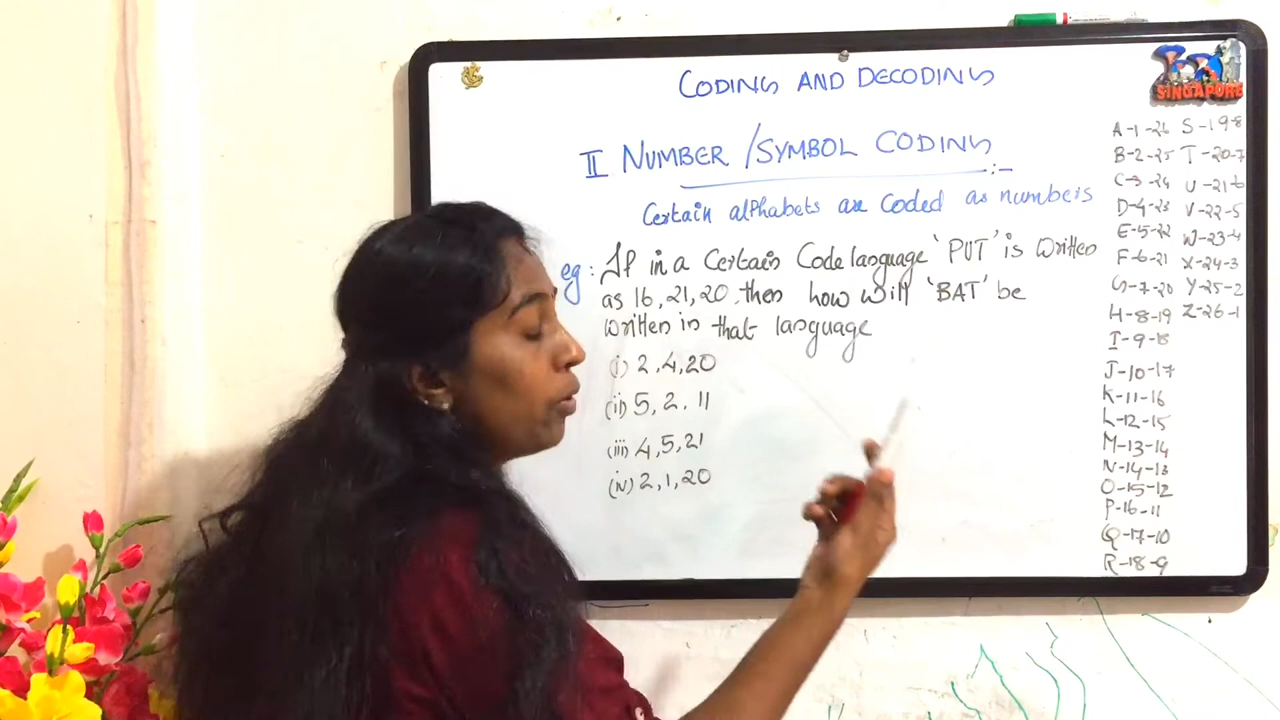 CODING AND DECODING
II NUMBER /SYMBOL CODING :-
Certain alphabets are coded as numbers
eg : If in a Certain Code language 'PUT' is written
as 16, 21, 20, then how will 'BAT' be
written in that language
(i) 2, 4, 20
(ii) 5, 2. 11
(iii) 4, 5, 21
(iv) 2, 1, 20
SINGAPORE
A-1-26
B-2-25
C-3-24
D-4-23
E-5-22
F-6-21
G-7-20
H-8-19
I-9-18
J-10-17
K-11-16
L-12-15
M-13-14
N-14-13
O-15-12
P-16-11
Q-17-10
R-18-9
S-19-8
T-20-7
U-21-6
V-22-5
W-23-4
X-24-3
Y-25-2
Z-26-1